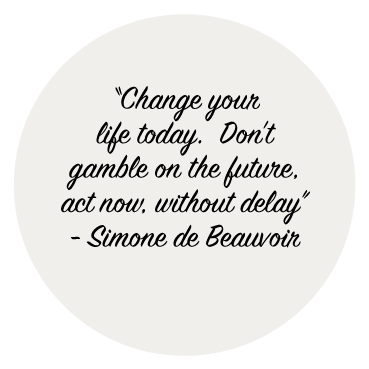 “Change your
life today.  Don't
gamble on the future,
act now, without delay”
- Simone de Beauvoir